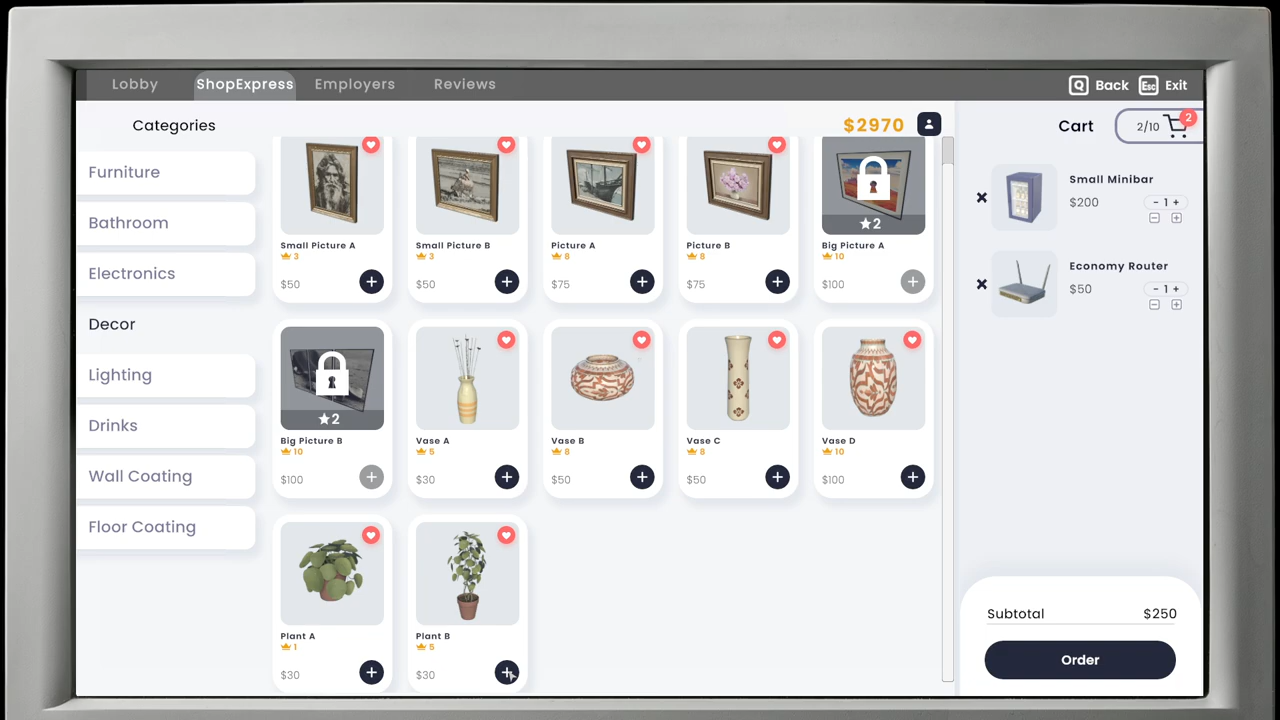 Lobby
ShopExpress
Employers
Reviews
Q Back
Esc Exit
Categories
$2970
Cart
2/10
2
Furniture
Bathroom
Electronics
Decor
Lighting
Drinks
Wall Coating
Floor Coating
★2
Small Picture A
3
$50
Small Picture B
3
$50
Picture A
8
$75
Picture B
8
$75
Big Picture A
10
$100
★2
Big Picture B
10
$100
Vase A
5
$30
Vase B
8
$50
Vase C
8
$50
Vase D
10
$100
Plant A
1
$30
Plant B
5
$30
Small Minibar
$200
- 1 +
Economy Router
$50
- 1 +
Subtotal
$250
Order